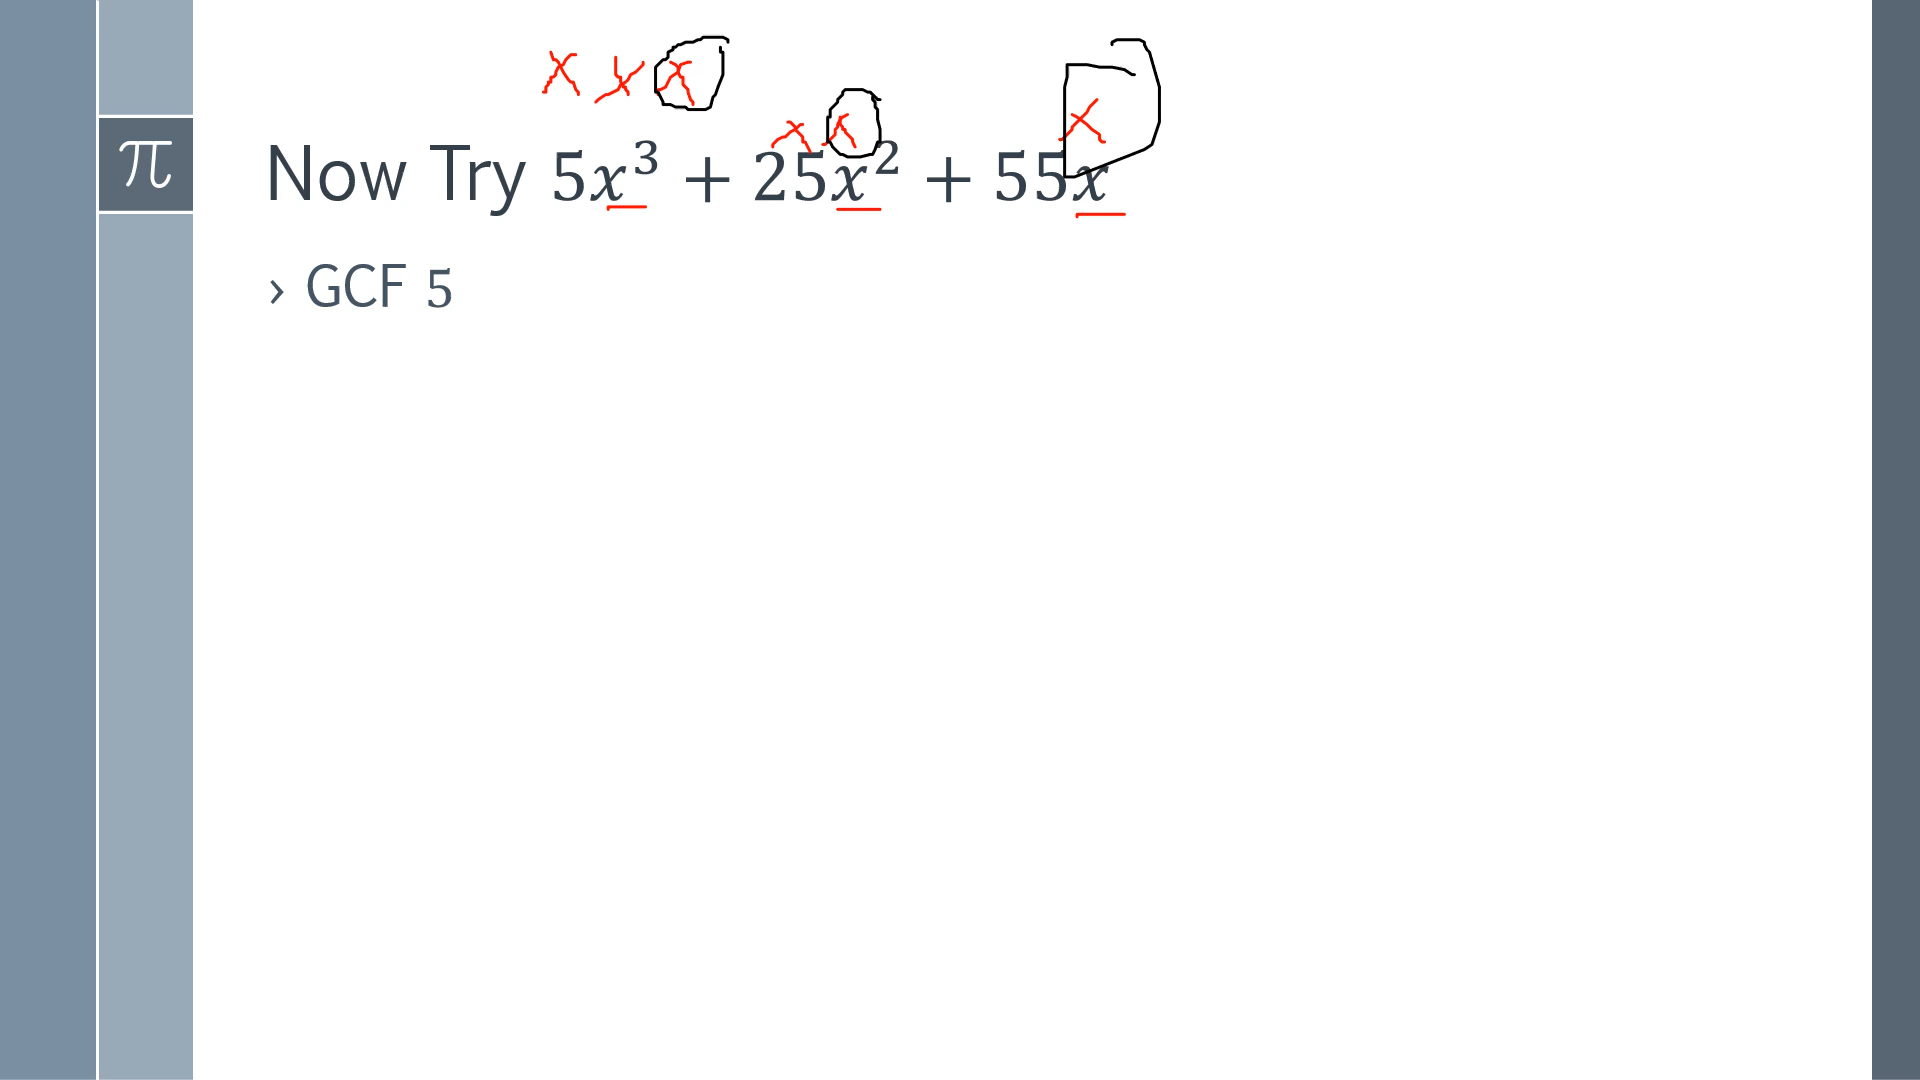 x x x
x x
x
π
Now Try 5x³ + 25x² + 55x
› GCF 5